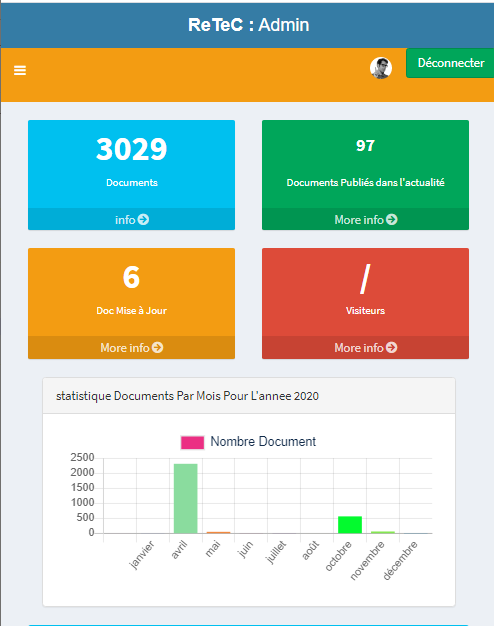 ReTeC : Admin
Déconnecter
3029
Documents
info
97
Documents Publiés dans l'actualité
More info
6
Doc Mise à Jour
More info
/
Visiteurs
More info
statistique Documents Par Mois Pour L'annee 2020
Nombre Document
2500
2000
1500
1000
500
0
janvier
avril
mai
juin
juillet
août
octobre
novembre
décembre